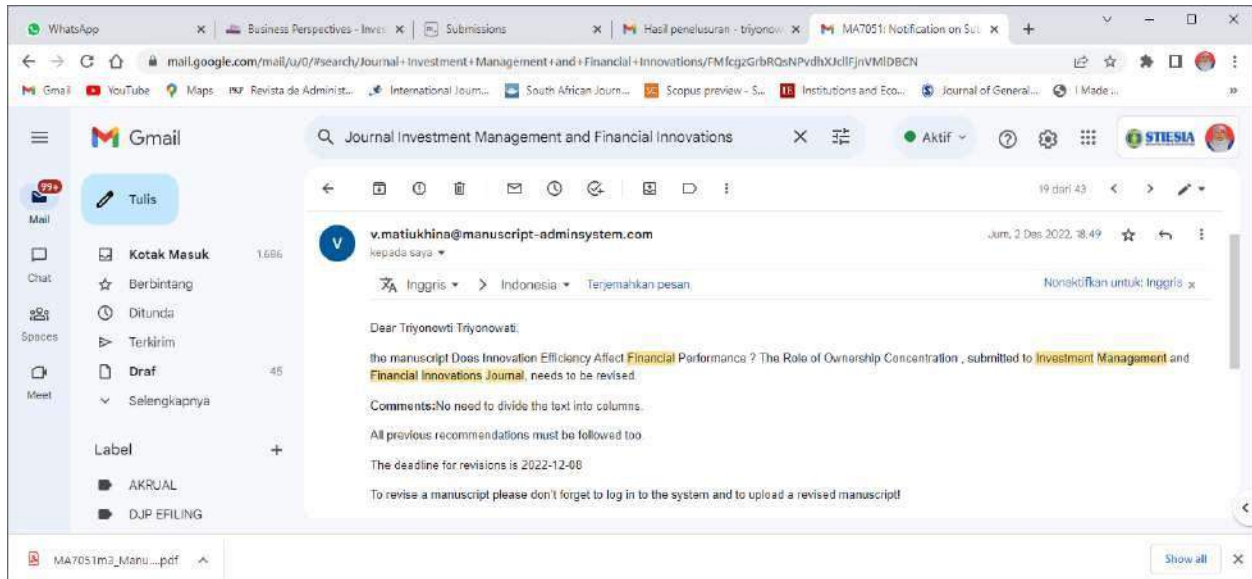 WhatsApp
Business Perspectives - Inves
Submissions
Hasil penelusuran - triyonow
MA7051: Notification on Sub
mail.google.com/mail/u/0/#search/Journal+Investment+Management+and+Financial+Innovations/FMfcgzGrbRQsNPvdhXJcllFjnVMlDBCN
Gmail
YouTube
Maps
Revista de Administ...
International Journ...
South African Journ...
Scopus preview - S...
Institutions and Eco...
Journal of General...
I Made ...
Gmail
Journal Investment Management and Financial Innovations
Aktif
STIESIA
99+
Mail
Chat
Spaces
Meet
Tulis
Kotak Masuk 1.686
Berbintang
Ditunda
Terkirim
Draf 45
Selengkapnya
Label
AKRUAL
DJP EFILING
19 dari 43
V
v.matiukhina@manuscript-adminsystem.com
Jum, 2 Des 2022, 18.49
kepada saya
Inggris > Indonesia Terjemahkan pesan
Nonaktifkan untuk: Inggris x
Dear Triyonowti Triyonowati,
the manuscript Does Innovation Efficiency Affect Financial Performance ? The Role of Ownership Concentration , submitted to Investment Management and
Financial Innovations Journal, needs to be revised.
Comments:No need to divide the text into columns.
All previous recommendations must be followed too.
The deadline for revisions is 2022-12-08
To revise a manuscript please don't forget to log in to the system and to upload a revised manuscript!
MA7051m3_Manu....pdf
Show all